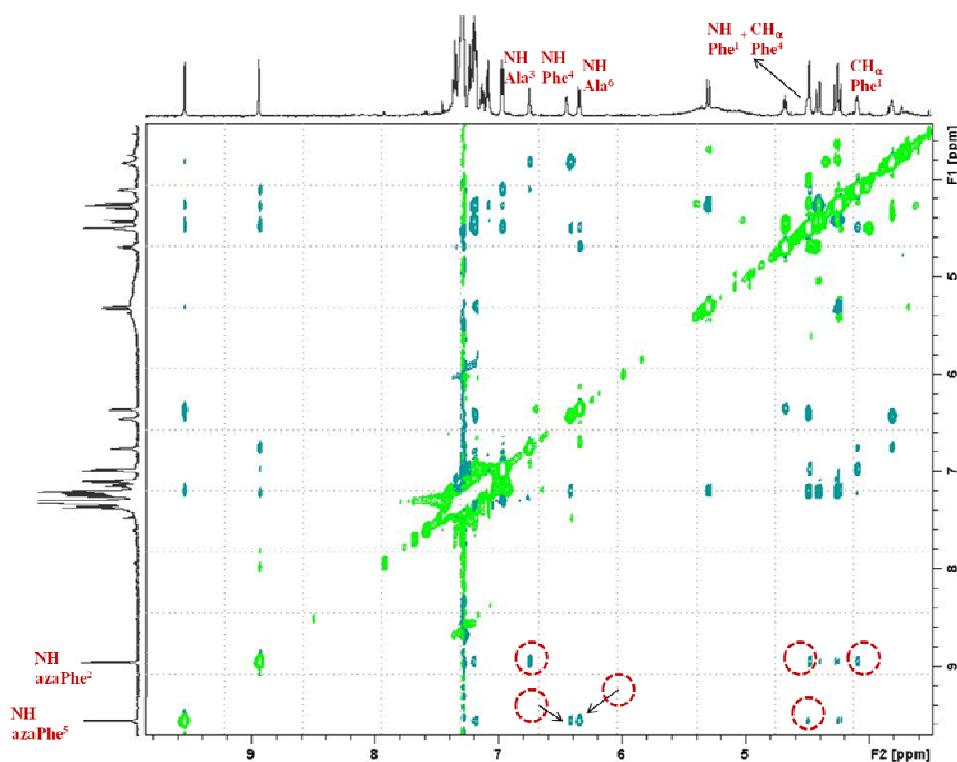 NH + CHα
Phe¹ Phe⁴
NH NH NH
Ala³ Phe⁴ Ala⁶
CHα
Phe¹
F1 [ppm]
5
6
7
8
9
NH
azaPhe²
NH
azaPhe⁵
9 8 7 6 5 F2 [ppm]